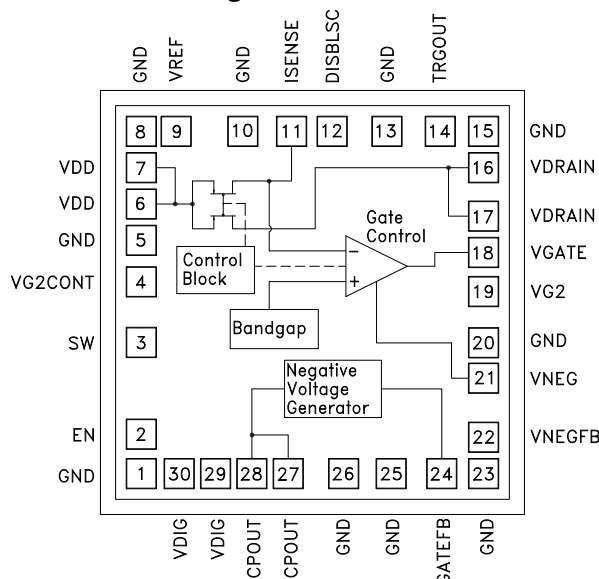 GND
VREF
GND
ISENSE
DISBLSC
GND
TRGOUT
8
9
10
11
12
13
14
15
GND
VDD
7
16
VDRAIN
VDD
6
17
VDRAIN
Gate
Control
GND
5
18
VGATE
Control
Block
VG2CONT
4
19
VG2
Bandgap
SW
3
20
GND
Negative
Voltage
Generator
21
VNEG
EN
2
22
VNEGFB
GND
1
30
29
28
27
26
25
24
23
VDIG
VDIG
CPOUT
CPOUT
GND
GND
GATEFB
GND